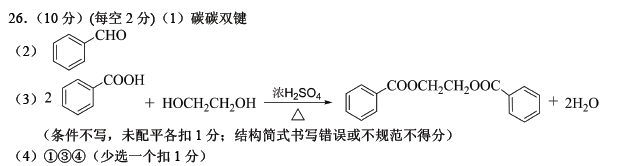 26.（10 分）(每空 2 分)（1）碳碳双键
（2） CHO
（3）2 COOH + HOCH₂CH₂OH 浓H₂SO₄ △ COOCH₂CH₂OOC + 2H₂O
（条件不写，未配平各扣 1 分；结构简式书写错误或不规范不得分）
（4）①③④（少选一个扣 1 分）